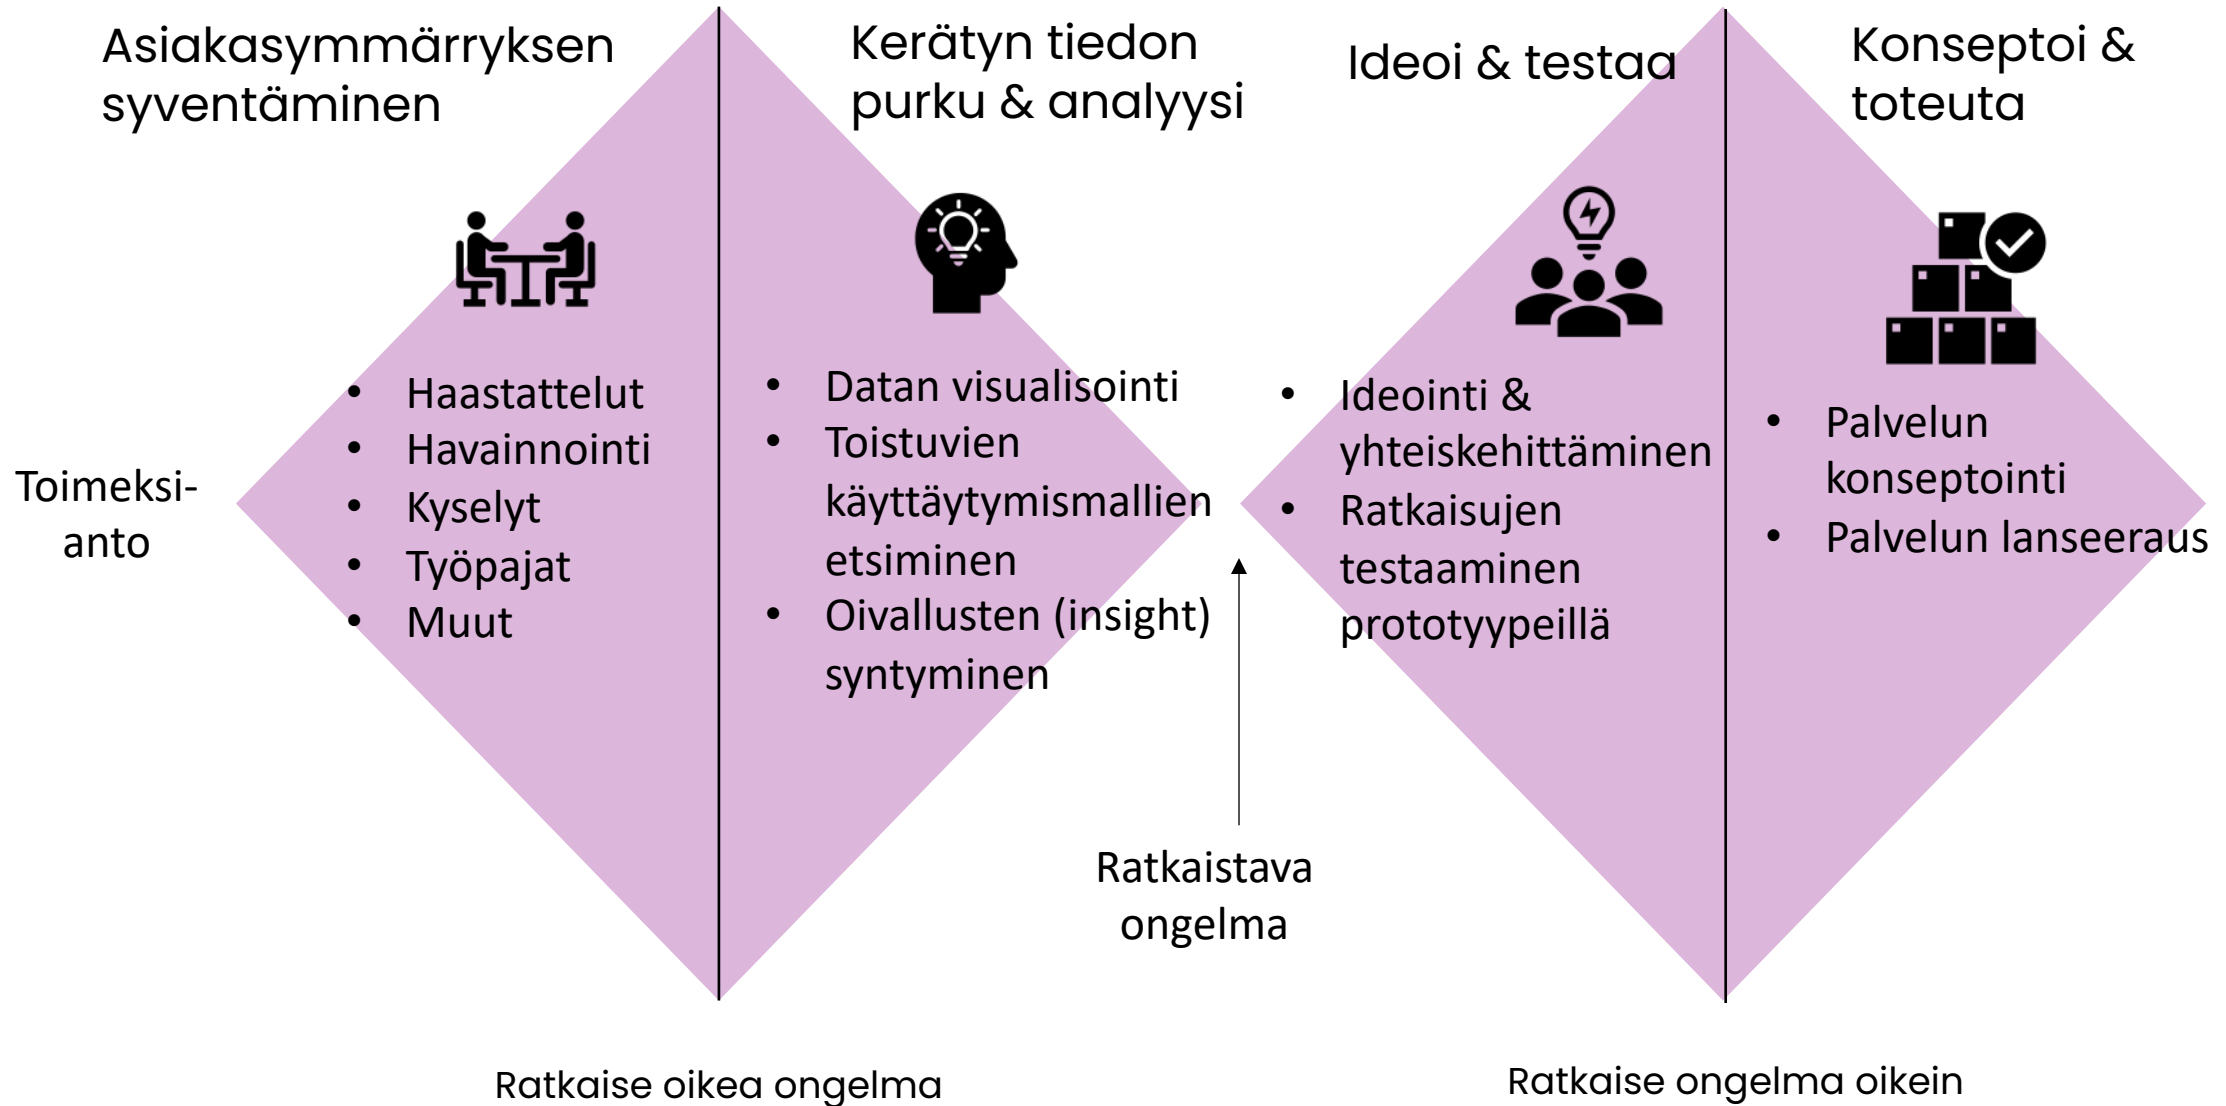 Asiakasymmärryksen
syventäminen
Kerätyn tiedon
purku & analyysi
Ideoi & testaa
Konseptoi &
toteuta
Toimeksi-
anto
• Haastattelut
• Havainnointi
• Kyselyt
• Työpajat
• Muut
• Datan visualisointi
• Toistuvien
käyttäytymismallien
etsiminen
• Oivallusten (insight)
syntyminen
• Ideointi &
yhteiskehittäminen
• Ratkaisujen
testaaminen
prototyypeillä
• Palvelun
konseptointi
• Palvelun lanseeraus
Ratkaistava
ongelma
Ratkaise oikea ongelma
Ratkaise ongelma oikein